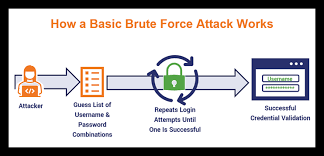 How a Basic Brute Force Attack Works
Attacker
Guess List of
Username &
Password
Combinations
Repeats Login
Attempts Until
One Is Successful
Username
Successful
Credential Validation